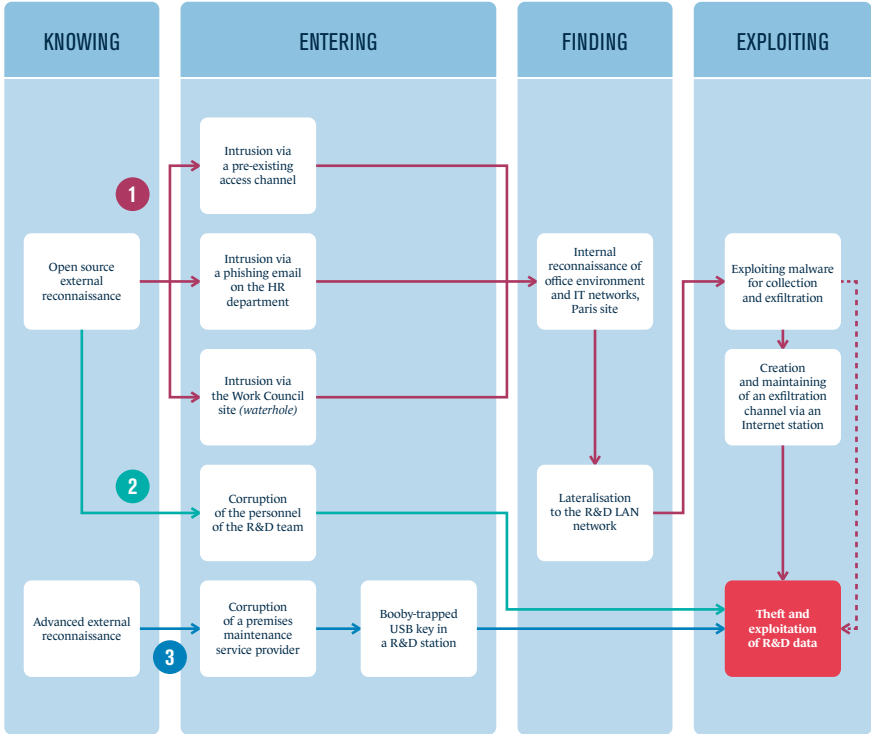 KNOWING
ENTERING
FINDING
EXPLOITING
1
Intrusion via
a pre-existing
access channel
Open source
external
reconnaissance
Intrusion via
a phishing email
on the HR
department
Internal
reconnaissance of
office environment
and IT networks,
Paris site
Exploiting malware
for collection
and exfiltration
Intrusion via
the Work Council
site (waterhole)
Creation
and maintaining
of an exfiltration
channel via an
Internet station
2
Corruption
of the personnel
of the R&D team
Lateralisation
to the R&D LAN
network
Advanced external
reconnaissance
3
Corruption
of a premises
maintenance
service provider
Booby-trapped
USB key in
a R&D station
Theft and
exploitation
of R&D data